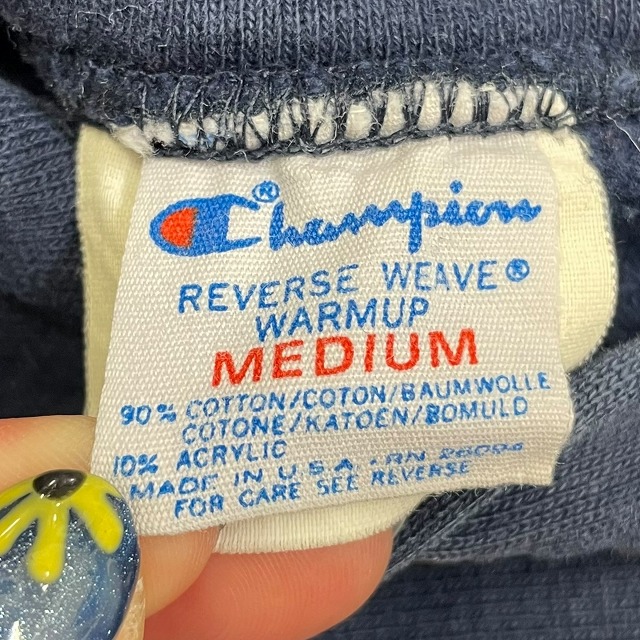 Champion®
REVERSE WEAVE®
WARMUP
MEDIUM
90% COTTON/COTON/BAUMWOLLE
COTONE/KATOEN/BOMULD
10% ACRYLIC
MADE IN U.S.A. RN
FOR CARE SEE REVERSE